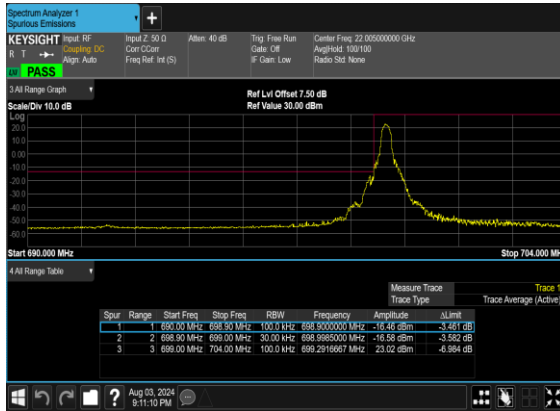 Spectrum Analyzer 1
Spurious Emissions
KEYSIGHT Input: RF Input Z: 50 Ω Atten: 40 dB Trig: Free Run Center Freq: 22.005000000 GHz
R T Coupling: DC Corr CCorr Gate: Off Avg|Hold: 100/100
Align: Auto Freq Ref: Int (S) IF Gain: Low Radio Std: None
PASS
3 All Range Graph
Ref Lvl Offset 7.50 dB
Scale/Div 10.0 dB Ref Value 30.00 dBm
Log
20.0
10.0
0.00
-10.0
-20.0
-30.0
-40.0
-50.0
-60.0
Start 690.000 MHz Stop 704.000 MH
4 All Range Table
Measure Trace Trace 1
Trace Type Trace Average (Active)
Spur Range Start Freq Stop Freq RBW Frequency Amplitude ΔLimit
1 1 690.00 MHz 698.90 MHz 100.0 kHz 698.9000000 MHz -16.46 dBm -3.461 dB
2 2 698.90 MHz 699.00 MHz 30.00 kHz 698.9985000 MHz -16.58 dBm -3.582 dB
3 3 699.00 MHz 704.00 MHz 100.0 kHz 699.2916667 MHz 23.02 dBm -6.984 dB
?
Aug 03, 2024
9:11:10 PM